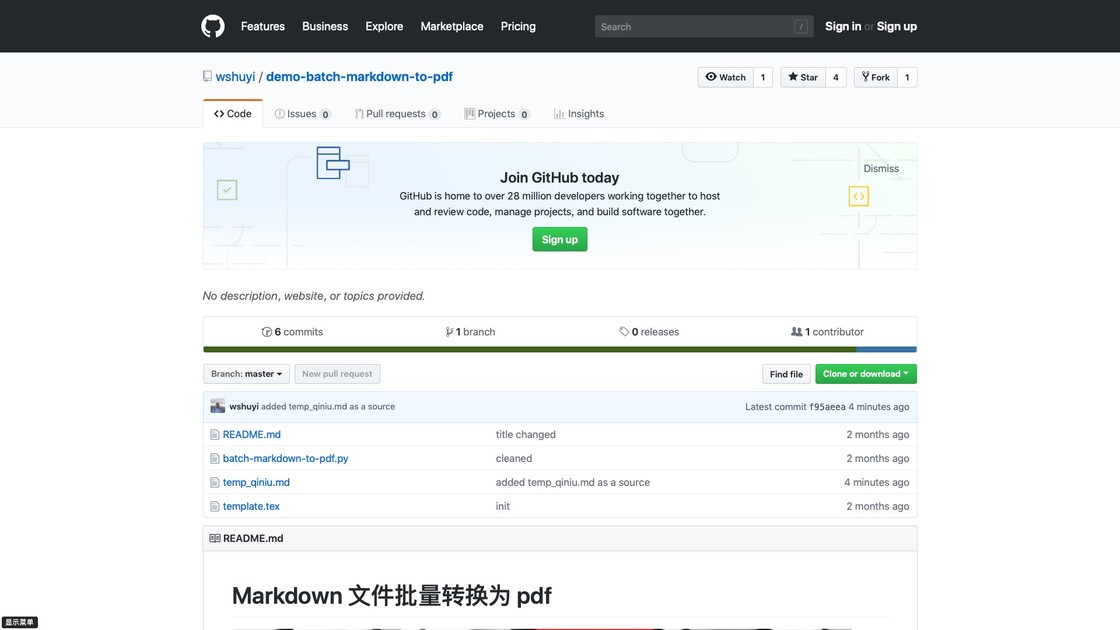 Features Business Explore Marketplace Pricing Search / Sign in or Sign up
wshuyi / demo-batch-markdown-to-pdf Watch 1 Star 4 Fork 1
Code Issues 0 Pull requests 0 Projects 0 Insights
Dismiss
Join GitHub today
GitHub is home to over 28 million developers working together to host
and review code, manage projects, and build software together.
Sign up
No description, website, or topics provided.
6 commits 1 branch 0 releases 1 contributor
Branch: master New pull request Find file Clone or download
wshuyi added temp_qiniu.md as a source Latest commit f95aeea 4 minutes ago
README.md title changed 2 months ago
batch-markdown-to-pdf.py cleaned 2 months ago
temp_qiniu.md added temp_qiniu.md as a source 4 minutes ago
template.tex init 2 months ago
README.md
Markdown 文件批量转换为 pdf
显示菜单